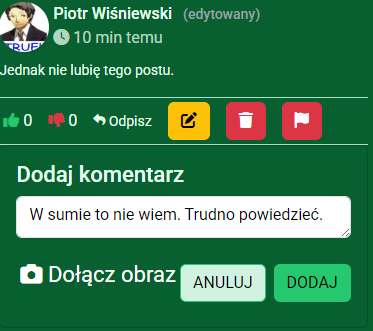 Piotr Wiśniewski (edytowany)
10 min temu
TRUE!
Jednak nie lubię tego postu.
0 0 Odpisz
Dodaj komentarz
W sumie to nie wiem. Trudno powiedzieć.
Dołącz obraz ANULUJ DODAJ